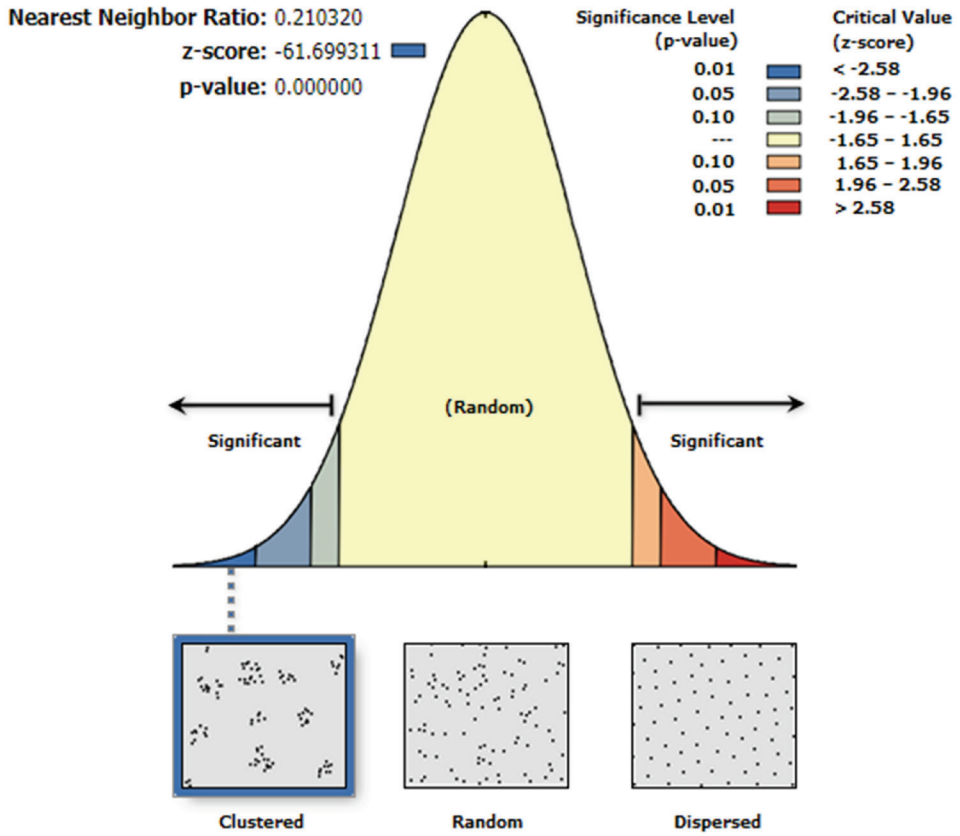 Nearest Neighbor Ratio: 0.210320
z-score: -61.699311
p-value: 0.000000
Significance Level
(p-value)
Critical Value
(z-score)
0.01 < -2.58
0.05 -2.58 – -1.96
0.10 -1.96 – -1.65
--- -1.65 – 1.65
0.10 1.65 – 1.96
0.05 1.96 – 2.58
0.01 > 2.58
(Random)
Significant
Significant
Clustered
Random
Dispersed